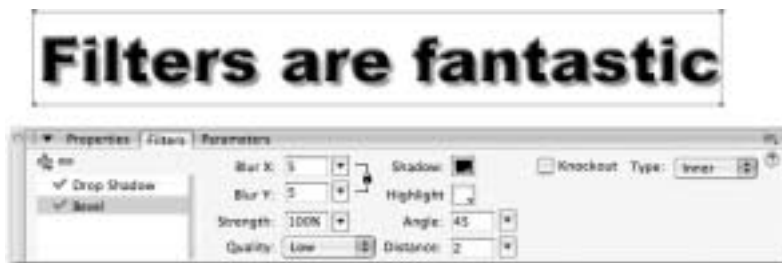 Filters are fantastic
Properties Filters Parameters
Drop Shadow
Bevel
Blur X: 5 Shadow: Knockout Type: Inner
Blur Y: 5 Highlight
Strength: 100% Angle: 45
Quality: Low Distance: 2